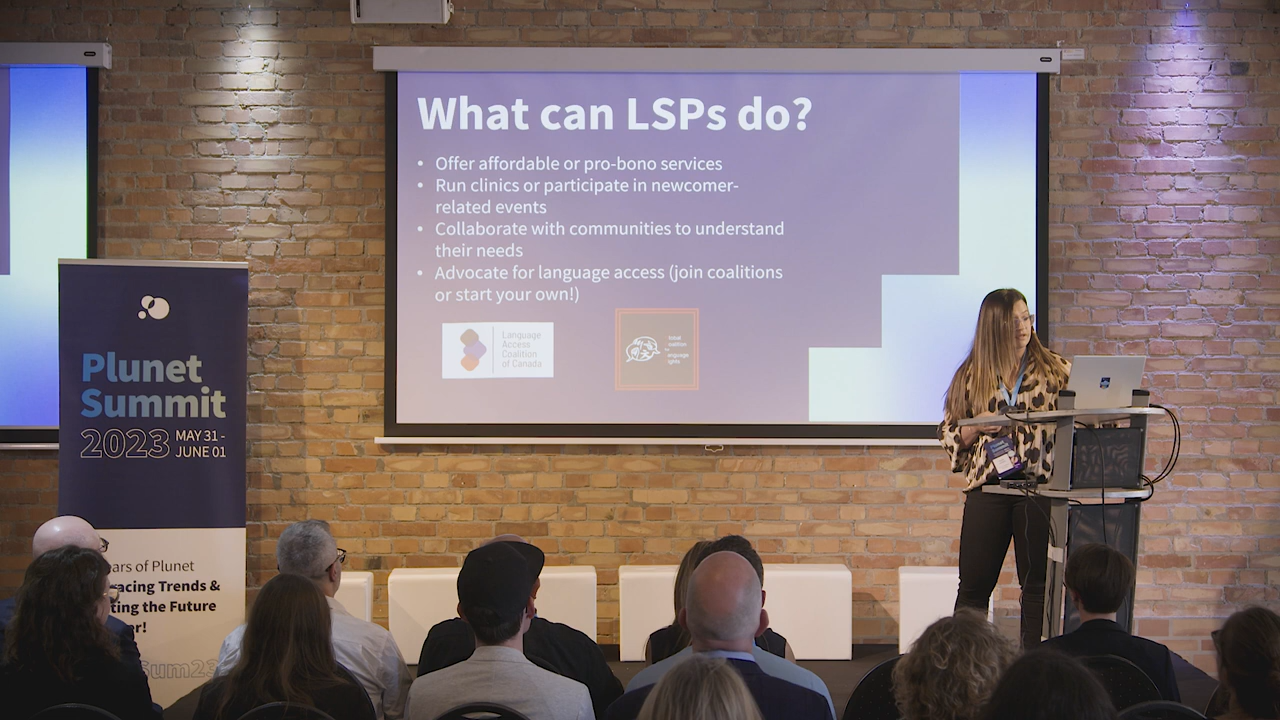 What can LSPs do?
• Offer affordable or pro-bono services
• Run clinics or participate in newcomer-
related events
• Collaborate with communities to understand
their needs
• Advocate for language access (join coalitions
or start your own!)
Language
Access
Coalition
of Canada
Plunet
Summit
2023 MAY 31 -
JUNE 01
ars of Plunet
acing Trends &
ting the Future
er!
Sum23